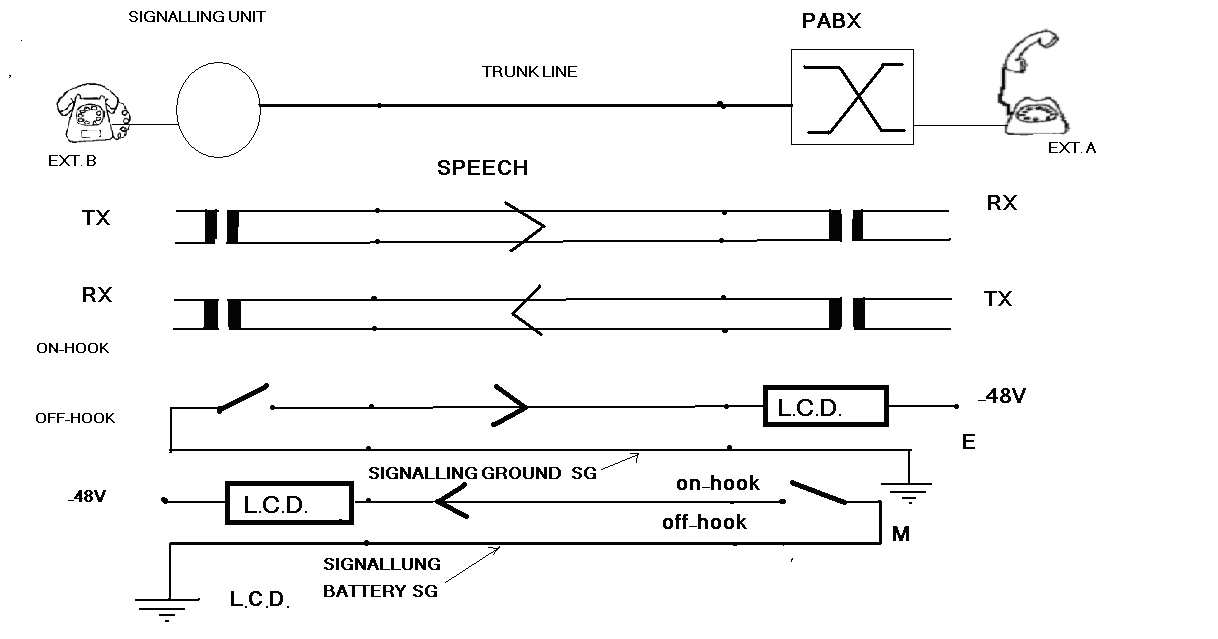 SIGNALLING UNIT
PABX
TRUNK LINE
EXT. B
EXT. A
SPEECH
TX
RX
RX
TX
ON-HOOK
-48V
L.C.D.
OFF-HOOK
E
SIGNALLING GROUND SG
-48V
on-hook
L.C.D.
off-hook
M
SIGNALLUNG
BATTERY SG
L.C.D.